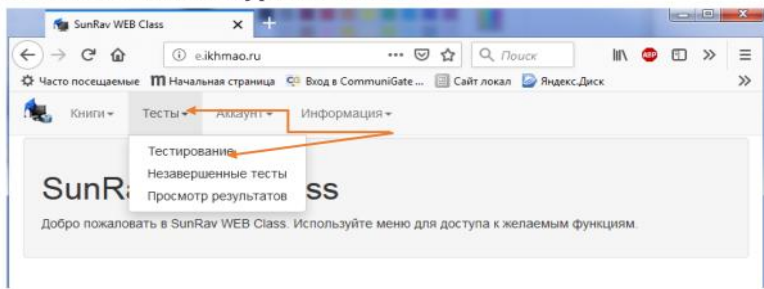 SunRav WEB Class
e.ikhmao.ru
Поиск
ABP
Часто посещаемые Начальная страница Вход в CommuniGate ... Сайт локал Яндекс.Диск
Книги Тесты Аккаунт Информация
Тестирование
Незавершенные тесты
Просмотр результатов
SunRa ss
Добро пожаловать в SunRav WEB Class. Используйте меню для доступа к желаемым функциям.